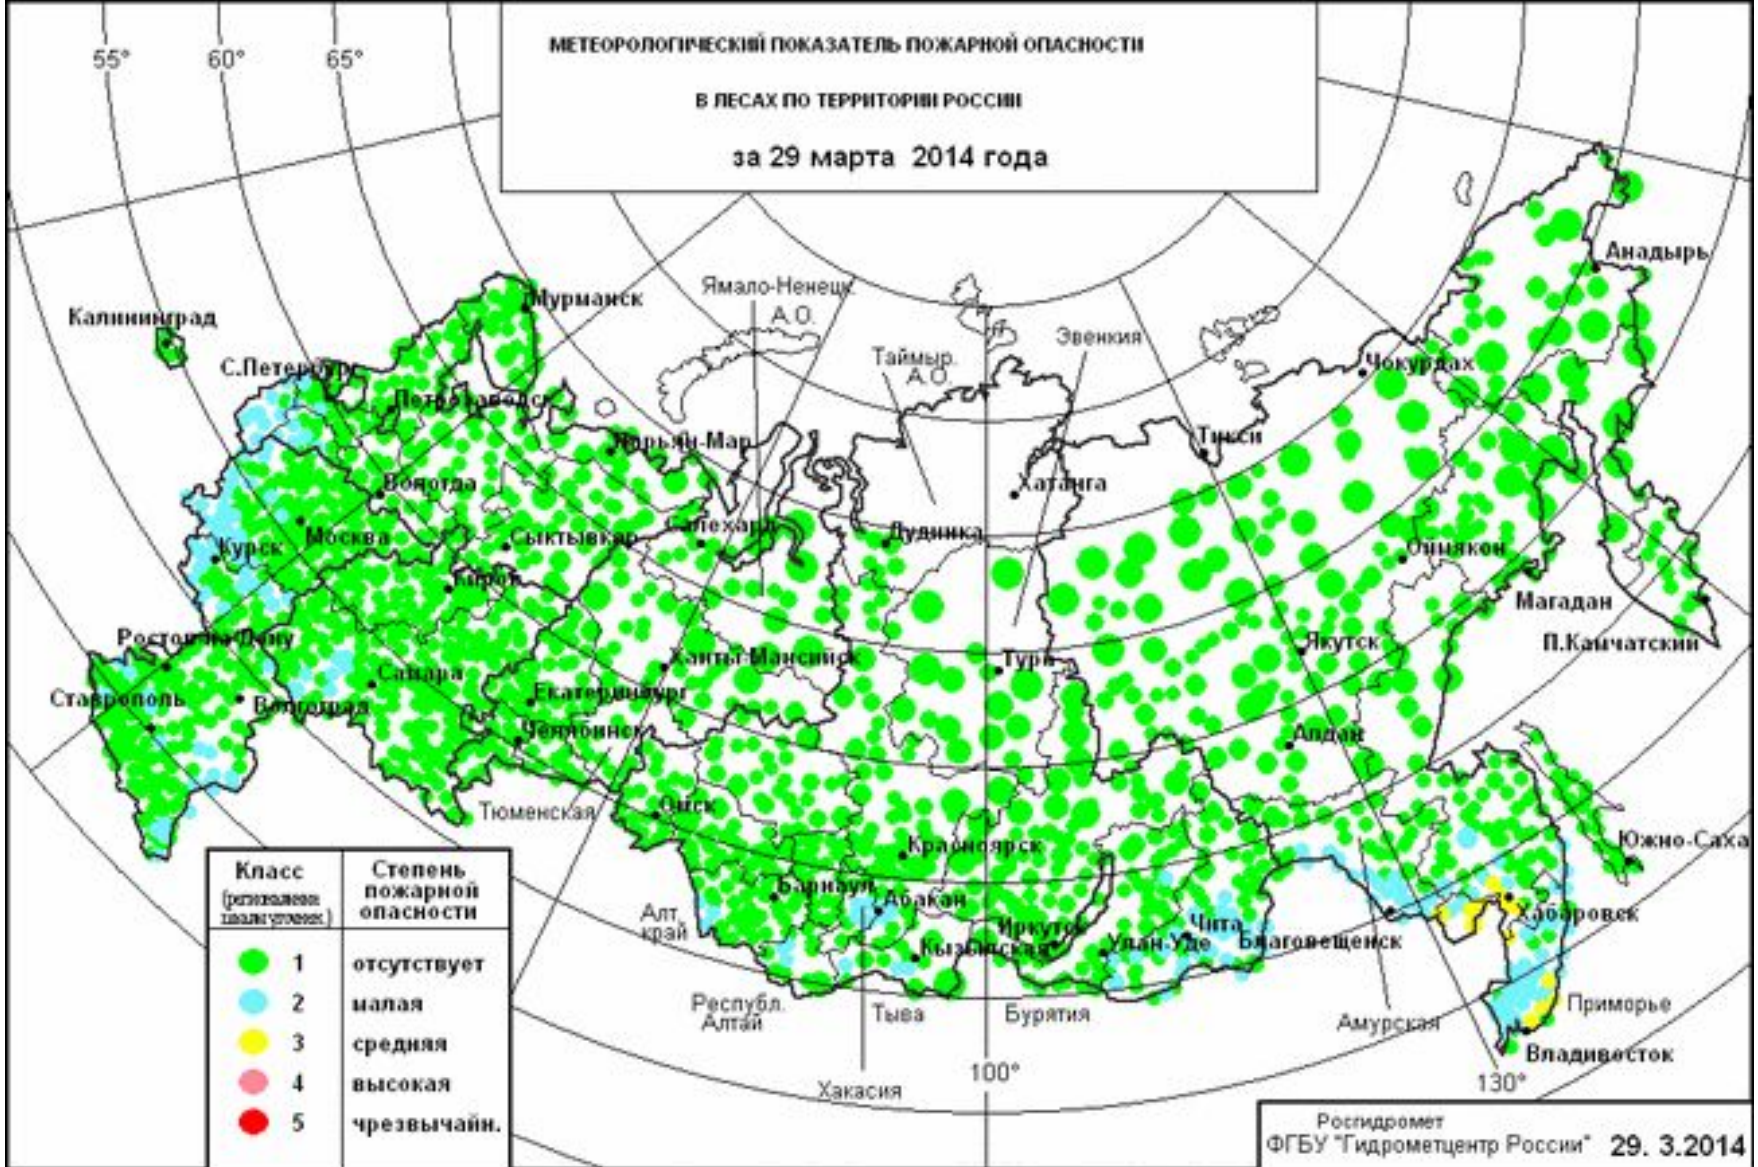 МЕТЕОРОЛОГИЧЕСКИЙ ПОКАЗАТЕЛЬ ПОЖАРНОЙ ОПАСНОСТИ
В ЛЕСАХ ПО ТЕРРИТОРИИ РОССИИ
за 29 марта 2014 года
55° 60° 65°
Анадырь
Мурманск
Ямало-Ненецк.
А.О.
Калининград
Эвенкия
Таймыр.
А.О.
Чокурдах
С.Петербург
Петрозаводск
Нарьян-Мар
Тикси
Вологда
Хатанга
Салехард
Дудинка
Москва
Сыктывкар
Курск
Оймякон
Киров
Магадан
Ростов-на-Дону
Якутск
П.Камчатский
Ханты-Мансийск
Тура
Самара
Екатеринбург
Ставрополь
Волгоград
Челябинск
Алдан
Тюменская
Омск
Южно-Саха
Красноярск
Барнаул
Абакан
Хабаровск
Алт.
край
Иркутск
Чита
Улан-Уде
Благовещенск
Кызыл
Республ.
Алтай
Тыва
Бурятия
Амурская
Приморье
Владивосток
Хакасия
100°
130°
Класс
Степень
пожарной
опасности
1 отсутствует
2 малая
3 средняя
4 высокая
5 чрезвычайн.
Росгидромет
ФГБУ "Гидрометцентр России" 29. 3.2014